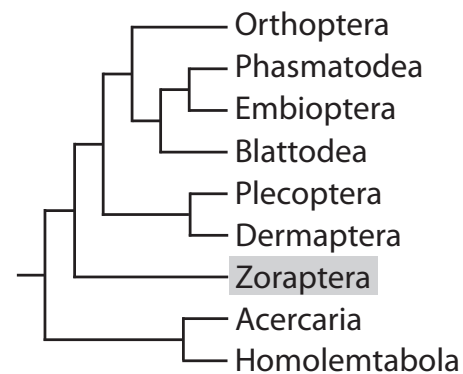 Orthoptera
Phasmatodea
Embioptera
Blattodea
Plecoptera
Dermaptera
Zoraptera
Acercaria
Homolemtabola